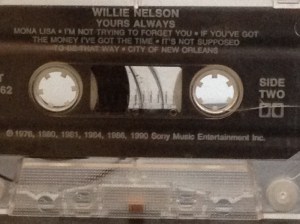 WILLIE NELSON
YOURS ALWAYS
MONA LISA • I'M NOT TRYING TO FORGET YOU • IF YOU'VE GOT
THE MONEY I'VE GOT THE TIME • IT'S NOT SUPPOSED
TO BE THAT WAY • CITY OF NEW ORLEANS
62
SIDE
TWO
℗ 1976, 1980, 1981, 1984, 1988, 1990 Sony Music Entertainment Inc.